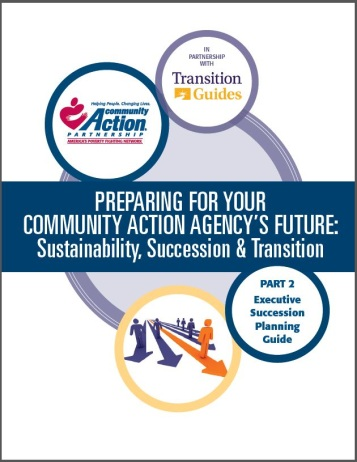 IN
PARTNERSHIP
WITH
Transition
Guides
Helping People. Changing Lives.
community
Action
PARTNERSHIP
AMERICA'S POVERTY FIGHTING NETWORK
PREPARING FOR YOUR
COMMUNITY ACTION AGENCY'S FUTURE:
Sustainability, Succession & Transition
PART 2
Executive
Succession
Planning
Guide